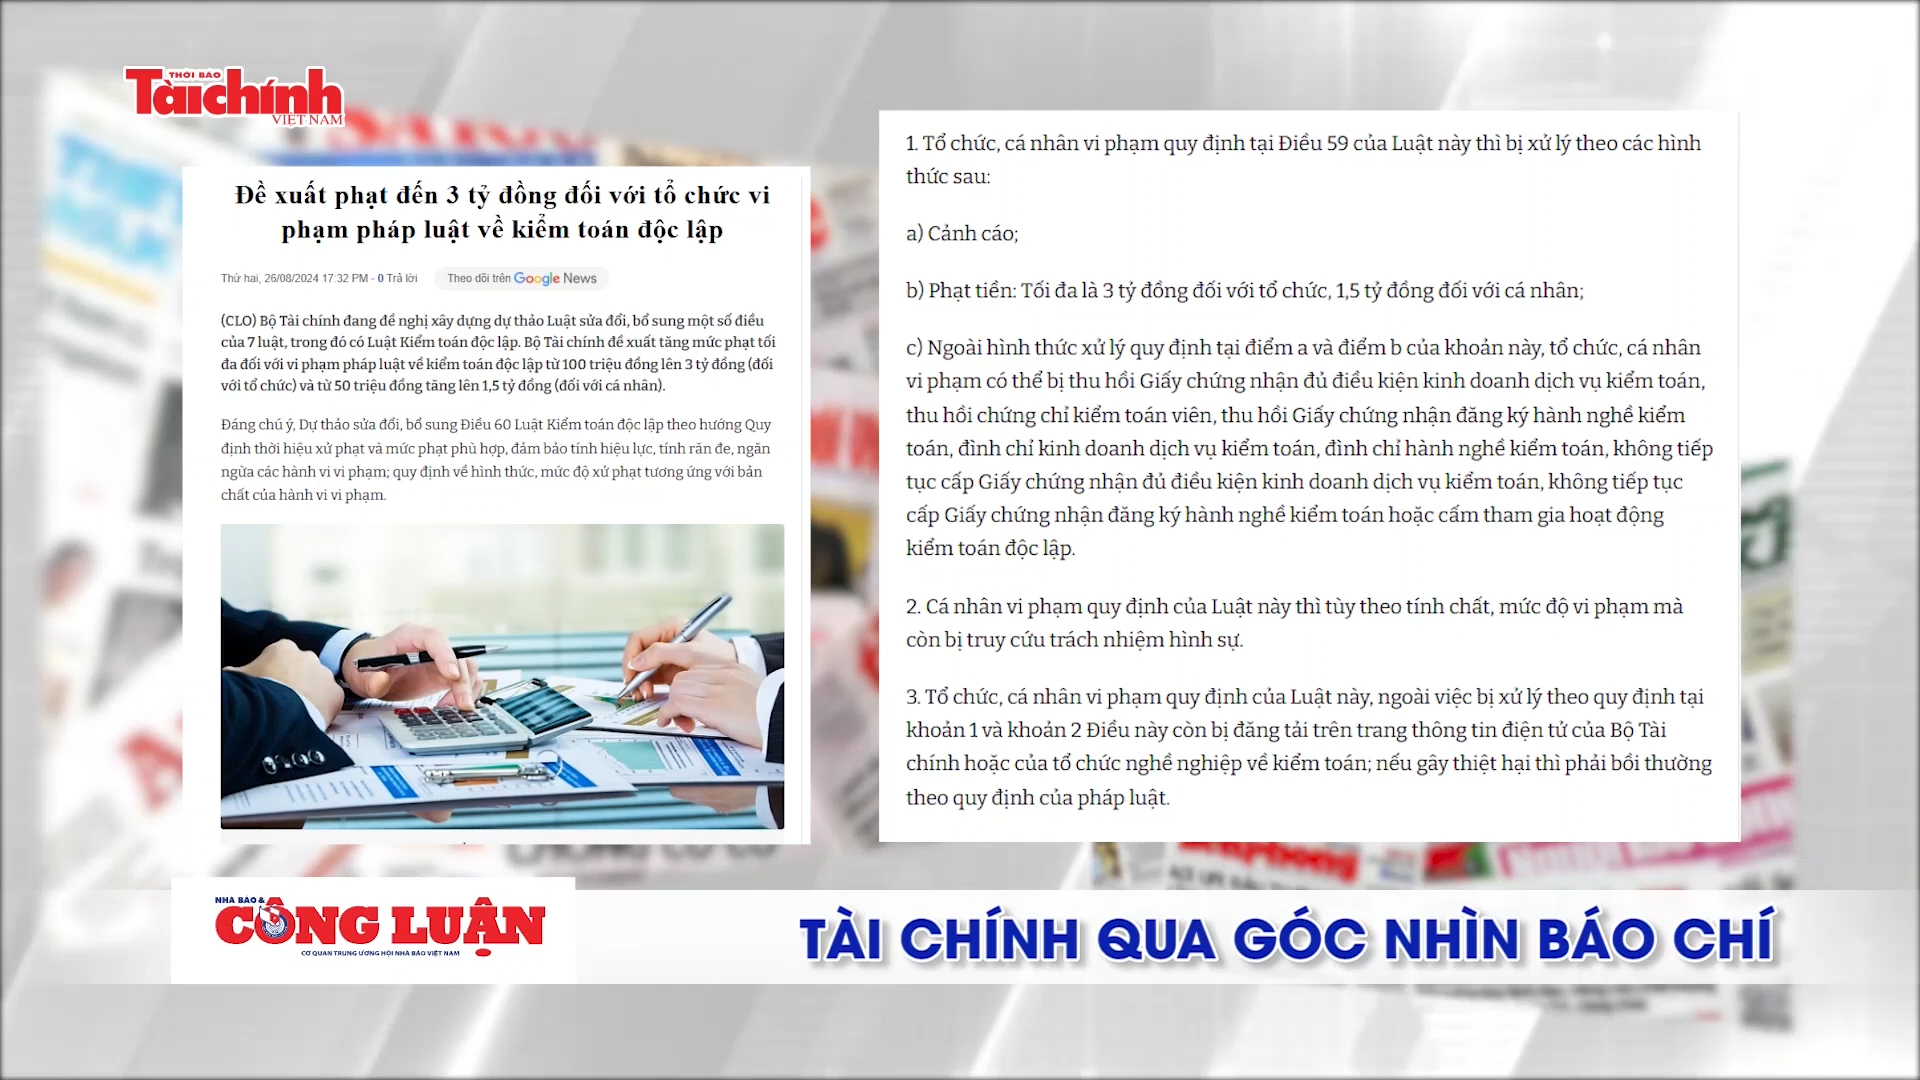 THỜI BÁO
Tàichính
VIỆT NAM
Đề xuất phạt đến 3 tỷ đồng đối với tổ chức vi
phạm pháp luật về kiểm toán độc lập
Thứ hai, 26/08/2024 17:32 PM - 0 Trả lời
Theo dõi trên Google News
(CLO) Bộ Tài chính đang đề nghị xây dựng dự thảo Luật sửa đổi, bổ sung một số điều
của 7 luật, trong đó có Luật Kiểm toán độc lập. Bộ Tài chính đề xuất tăng mức phạt tối
đa đối với vi phạm pháp luật về kiểm toán độc lập từ 100 triệu đồng lên 3 tỷ đồng (đối
với tổ chức) và từ 50 triệu đồng tăng lên 1,5 tỷ đồng (đối với cá nhân).
Đáng chú ý, Dự thảo sửa đổi, bổ sung Điều 60 Luật Kiểm toán độc lập theo hướng Quy
định thời hiệu xử phạt và mức phạt phù hợp, đảm bảo tính hiệu lực, tính răn đe, ngăn
ngừa các hành vi vi phạm; quy định về hình thức, mức độ xử phạt tương ứng với bản
chất của hành vi vi phạm.
1. Tổ chức, cá nhân vi phạm quy định tại Điều 59 của Luật này thì bị xử lý theo các hình
thức sau:
a) Cảnh cáo;
b) Phạt tiền: Tối đa là 3 tỷ đồng đối với tổ chức, 1,5 tỷ đồng đối với cá nhân;
c) Ngoài hình thức xử lý quy định tại điểm a và điểm b của khoản này, tổ chức, cá nhân
vi phạm có thể bị thu hồi Giấy chứng nhận đủ điều kiện kinh doanh dịch vụ kiểm toán,
thu hồi chứng chỉ kiểm toán viên, thu hồi Giấy chứng nhận đăng ký hành nghề kiểm
toán, đình chỉ kinh doanh dịch vụ kiểm toán, đình chỉ hành nghề kiểm toán, không tiếp
tục cấp Giấy chứng nhận đủ điều kiện kinh doanh dịch vụ kiểm toán, không tiếp tục
cấp Giấy chứng nhận đăng ký hành nghề kiểm toán hoặc cấm tham gia hoạt động
kiểm toán độc lập.
2. Cá nhân vi phạm quy định của Luật này thì tùy theo tính chất, mức độ vi phạm mà
còn bị truy cứu trách nhiệm hình sự.
3. Tổ chức, cá nhân vi phạm quy định của Luật này, ngoài việc bị xử lý theo quy định tại
khoản 1 và khoản 2 Điều này còn bị đăng tải trên trang thông tin điện tử của Bộ Tài
chính hoặc của tổ chức nghề nghiệp về kiểm toán; nếu gây thiệt hại thì phải bồi thường
theo quy định của pháp luật.
NHÀ BÁO &
CÔNG LUẬN
CƠ QUAN TRUNG ƯƠNG HỘI NHÀ BÁO VIỆT NAM
TÀI CHÍNH QUA GÓC NHÌN BÁO CHÍ